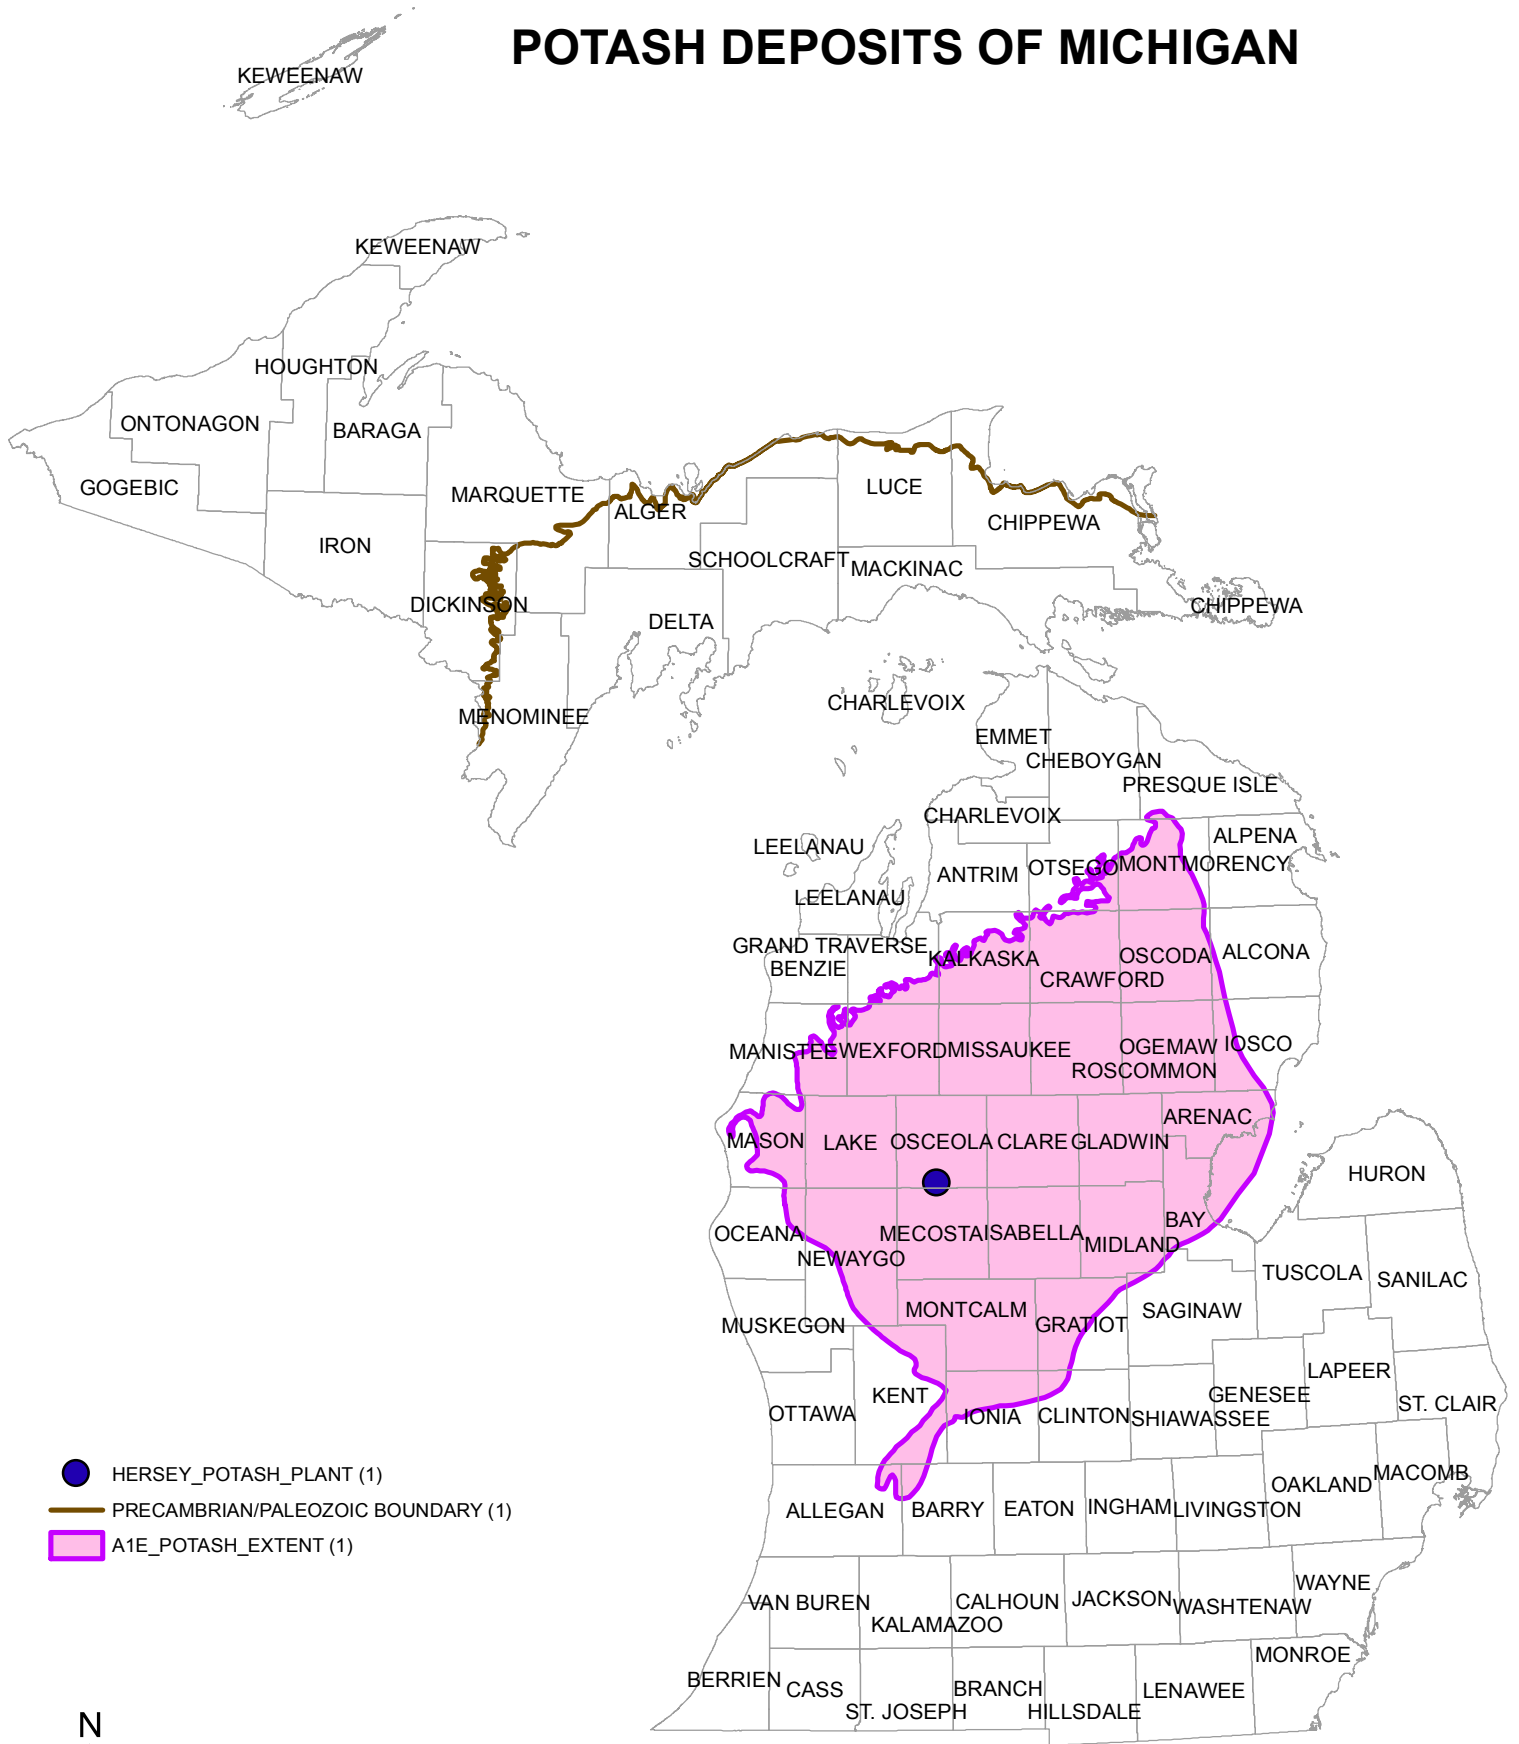 POTASH DEPOSITS OF MICHIGAN
KEWEENAW
KEWEENAW
HOUGHTON
ONTONAGON
BARAGA
GOGEBIC
MARQUETTE
LUCE
ALGER
CHIPPEWA
IRON
SCHOOLCRAFT
MACKINAC
DICKINSON
CHIPPEWA
DELTA
CHARLEVOIX
MENOMINEE
EMMET
CHEBOYGAN
PRESQUE ISLE
CHARLEVOIX
ALPENA
LEELANAU
OTSEGO
MONTMORENCY
ANTRIM
LEELANAU
GRAND TRAVERSE
KALKASKA
OSCODA
ALCONA
BENZIE
CRAWFORD
MANISTEE
WEXFORD
MISSAUKEE
OGEMAW
IOSCO
ROSCOMMON
ARENAC
MASON
LAKE
OSCEOLA
CLARE
GLADWIN
HURON
BAY
OCEANA
MECOSTA
ISABELLA
MIDLAND
NEWAYGO
TUSCOLA
SANILAC
MONTCALM
SAGINAW
MUSKEGON
GRATIOT
LAPEER
KENT
GENESEE
ST. CLAIR
OTTAWA
IONIA
CLINTON
SHIAWASSEE
MACOMB
OAKLAND
ALLEGAN
BARRY
EATON
INGHAM
LIVINGSTON
WAYNE
VAN BUREN
CALHOUN
JACKSON
WASHTENAW
KALAMAZOO
MONROE
BERRIEN
CASS
BRANCH
LENAWEE
ST. JOSEPH
HILLSDALE
HERSEY_POTASH_PLANT (1)
PRECAMBRIAN/PALEOZOIC BOUNDARY (1)
A1E_POTASH_EXTENT (1)
N